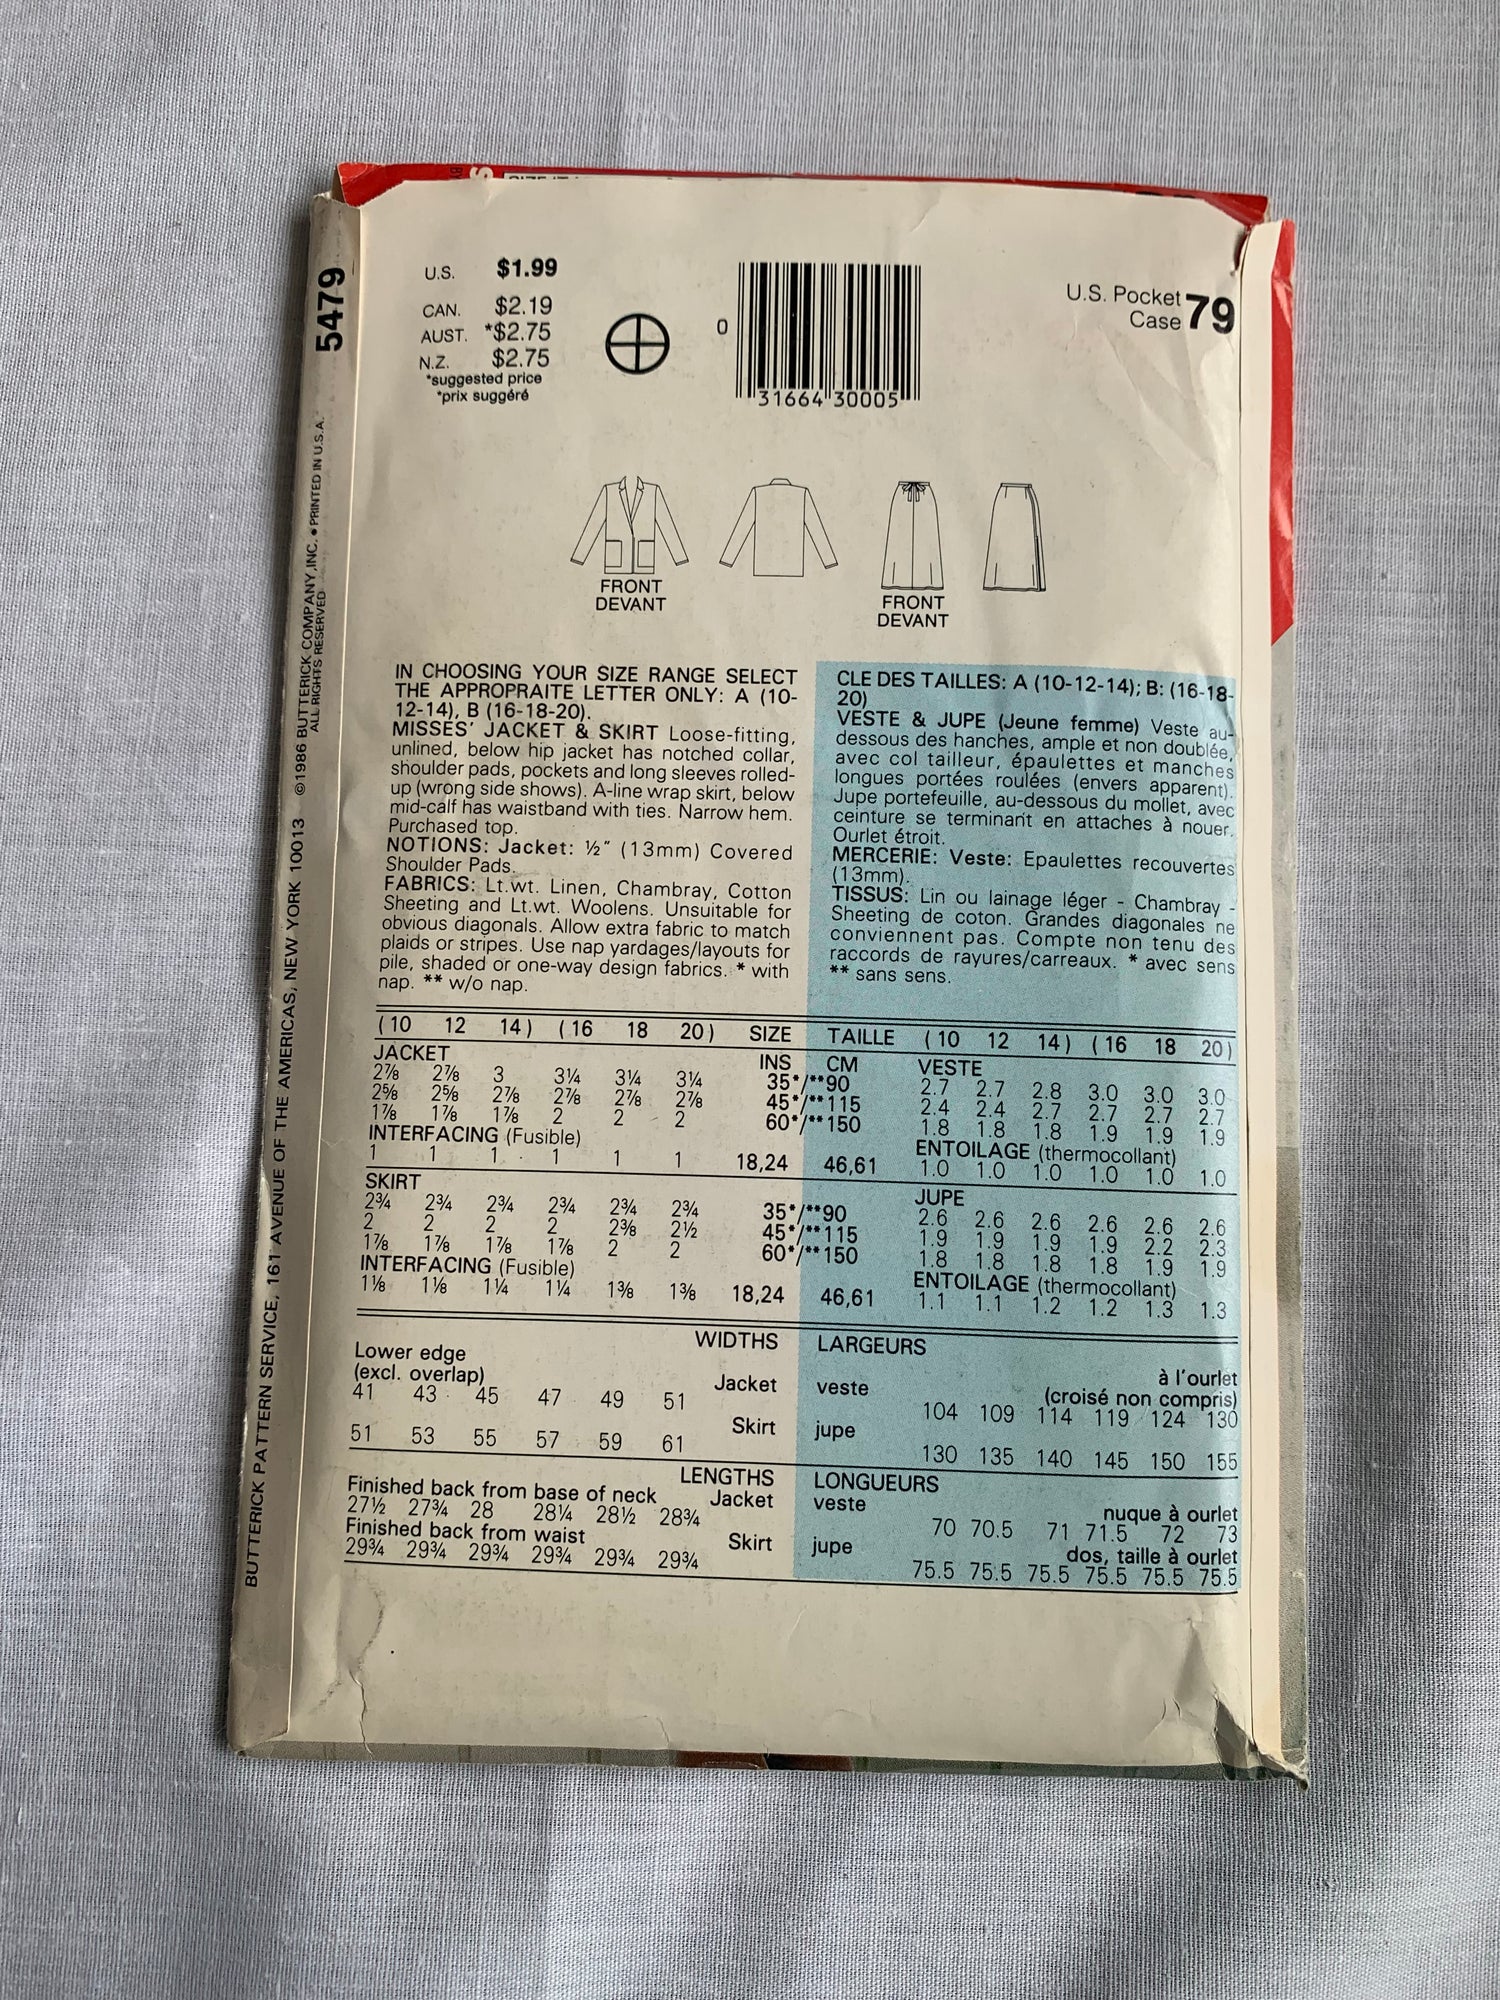 5479
©1986 BUTTERICK COMPANY, INC. • PRINTED IN U.S.A.
ALL RIGHTS RESERVED
BUTTERICK PATTERN SERVICE, 161 AVENUE OF THE AMERICAS, NEW YORK 10013
U.S. $1.99
CAN. $2.19
AUST. *$2.75
N.Z. $2.75
*suggested price
*prix suggéré
0 31664 30005
U.S. Pocket
Case 79
FRONT
DEVANT
FRONT
DEVANT
IN CHOOSING YOUR SIZE RANGE SELECT
THE APPROPRAITE LETTER ONLY: A (10-
12-14), B (16-18-20).
MISSES' JACKET & SKIRT Loose-fitting,
unlined, below hip jacket has notched collar,
shoulder pads, pockets and long sleeves rolled-
up (wrong side shows). A-line wrap skirt, below
mid-calf has waistband with ties. Narrow hem.
Purchased top.
NOTIONS: Jacket: ½" (13mm) Covered
Shoulder Pads.
FABRICS: Lt.wt. Linen, Chambray, Cotton
Sheeting and Lt.wt. Woolens. Unsuitable for
obvious diagonals. Allow extra fabric to match
plaids or stripes. Use nap yardages/layouts for
pile, shaded or one-way design fabrics. * with
nap. ** w/o nap.
CLE DES TAILLES: A (10-12-14); B: (16-18-
20)
VESTE & JUPE (Jeune femme) Veste au-
dessous des hanches, ample et non doublée,
avec col tailleur, épaulettes et manches
longues portées roulées (envers apparent).
Jupe portefeuille, au-dessous du mollet, avec
ceinture se terminant en attaches à nouer.
Ourlet étroit.
MERCERIE: Veste: Epaulettes recouvertes
(13mm).
TISSUS: Lin ou lainage léger - Chambray -
Sheeting de coton. Grandes diagonales ne
conviennent pas. Compte non tenu des
raccords de rayures/carreaux. * avec sens
** sans sens.
(10 12 14) (16 18 20) SIZE TAILLE (10 12 14) (16 18 20)
JACKET INS CM VESTE
2⅞ 2⅞ 3 3¼ 3¼ 3¼ 35*/**90 2.7 2.7 2.8 3.0 3.0 3.0
2⅝ 2⅝ 2⅞ 2⅞ 2⅞ 2⅞ 45*/**115 2.4 2.4 2.7 2.7 2.7 2.7
1⅞ 1⅞ 1⅞ 2 2 2 60*/**150 1.8 1.8 1.8 1.9 1.9 1.9
INTERFACING (Fusible) ENTOILAGE (thermocollant)
1 1 1 1 1 1 18,24 46,61 1.0 1.0 1.0 1.0 1.0 1.0
SKIRT JUPE
2¾ 2¾ 2¾ 2¾ 2¾ 2¾ 35*/**90 2.6 2.6 2.6 2.6 2.6 2.6
2 2 2 2 2⅜ 2½ 45*/**115 1.9 1.9 1.9 1.9 2.2 2.3
1⅞ 1⅞ 1⅞ 1⅞ 2 2 60*/**150 1.8 1.8 1.8 1.8 1.9 1.9
INTERFACING (Fusible) ENTOILAGE (thermocollant)
1⅛ 1⅛ 1¼ 1¼ 1⅜ 1⅜ 18,24 46,61 1.1 1.1 1.2 1.2 1.3 1.3
WIDTHS LARGEURS
Lower edge à l'ourlet
(excl. overlap) (croisé non compris)
41 43 45 47 49 51 Jacket veste 104 109 114 119 124 130
51 53 55 57 59 61 Skirt jupe 130 135 140 145 150 155
LENGTHS LONGUEURS
Finished back from base of neck Jacket veste nuque à ourlet
27½ 27¾ 28 28¼ 28½ 28¾ 70 70.5 71 71.5 72 73
Finished back from waist Skirt jupe dos, taille à ourlet
29¾ 29¾ 29¾ 29¾ 29¾ 29¾ 75.5 75.5 75.5 75.5 75.5 75.5